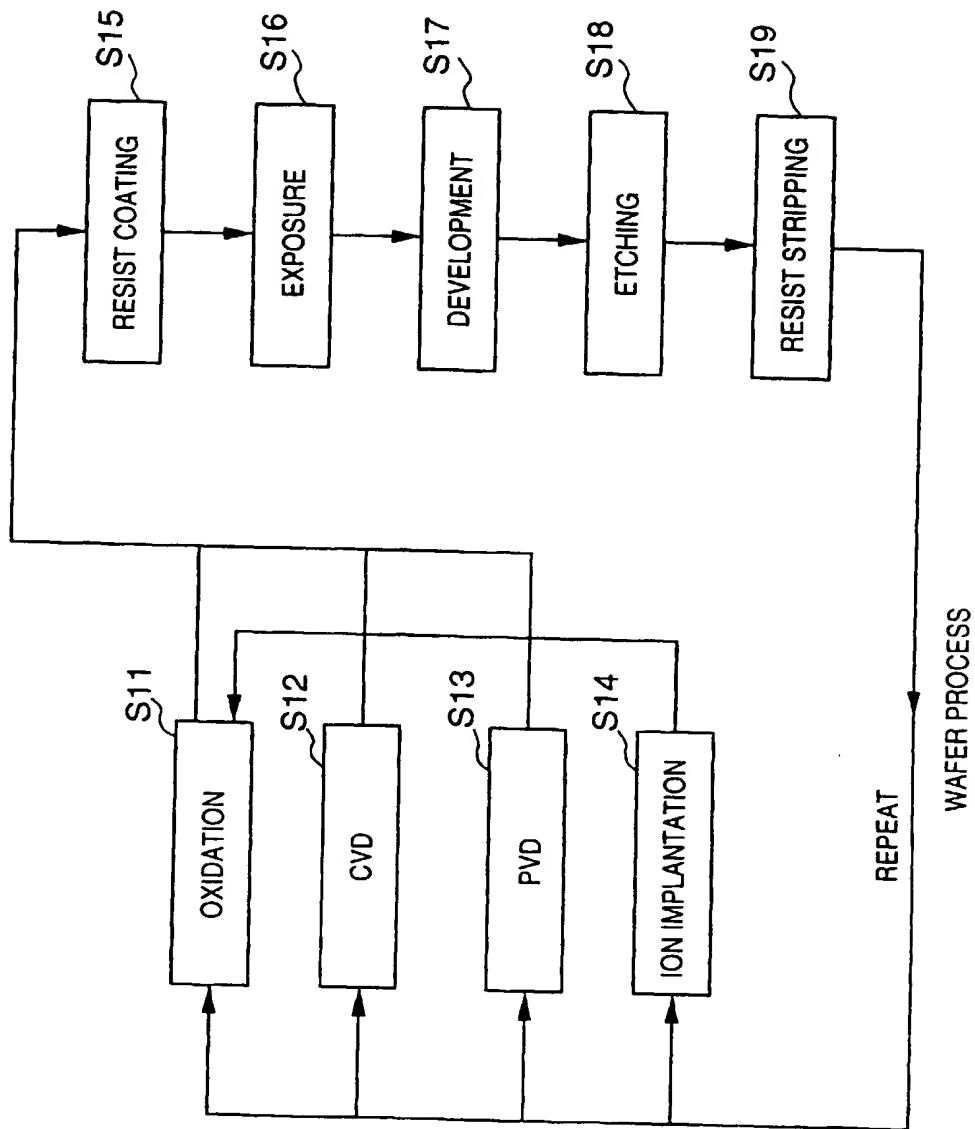 S11
OXIDATION
S12
CVD
S13
PVD
S14
ION IMPLANTATION
S15
RESIST COATING
S16
EXPOSURE
S17
DEVELOPMENT
S18
ETCHING
S19
RESIST STRIPPING
REPEAT
WAFER PROCESS